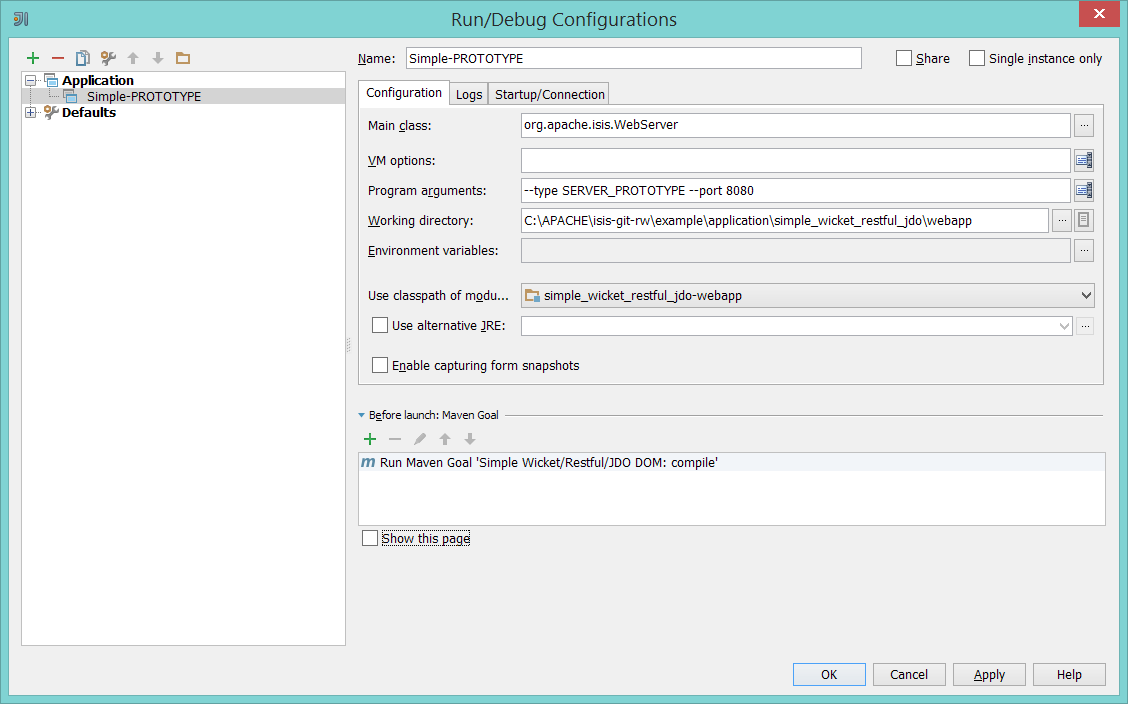 Run/Debug Configurations
Application
Simple-PROTOTYPE
Defaults
Name: Simple-PROTOTYPE Share Single instance only
Configuration Logs Startup/Connection
Main class: org.apache.isis.WebServer ...
VM options:
Program arguments: --type SERVER_PROTOTYPE --port 8080
Working directory: C:\APACHE\isis-git-rw\example\application\simple_wicket_restful_jdo\webapp ...
Environment variables: ...
Use classpath of modu... simple_wicket_restful_jdo-webapp
Use alternative JRE: ...
Enable capturing form snapshots
Before launch: Maven Goal
m Run Maven Goal 'Simple Wicket/Restful/JDO DOM: compile'
Show this page
OK Cancel Apply Help